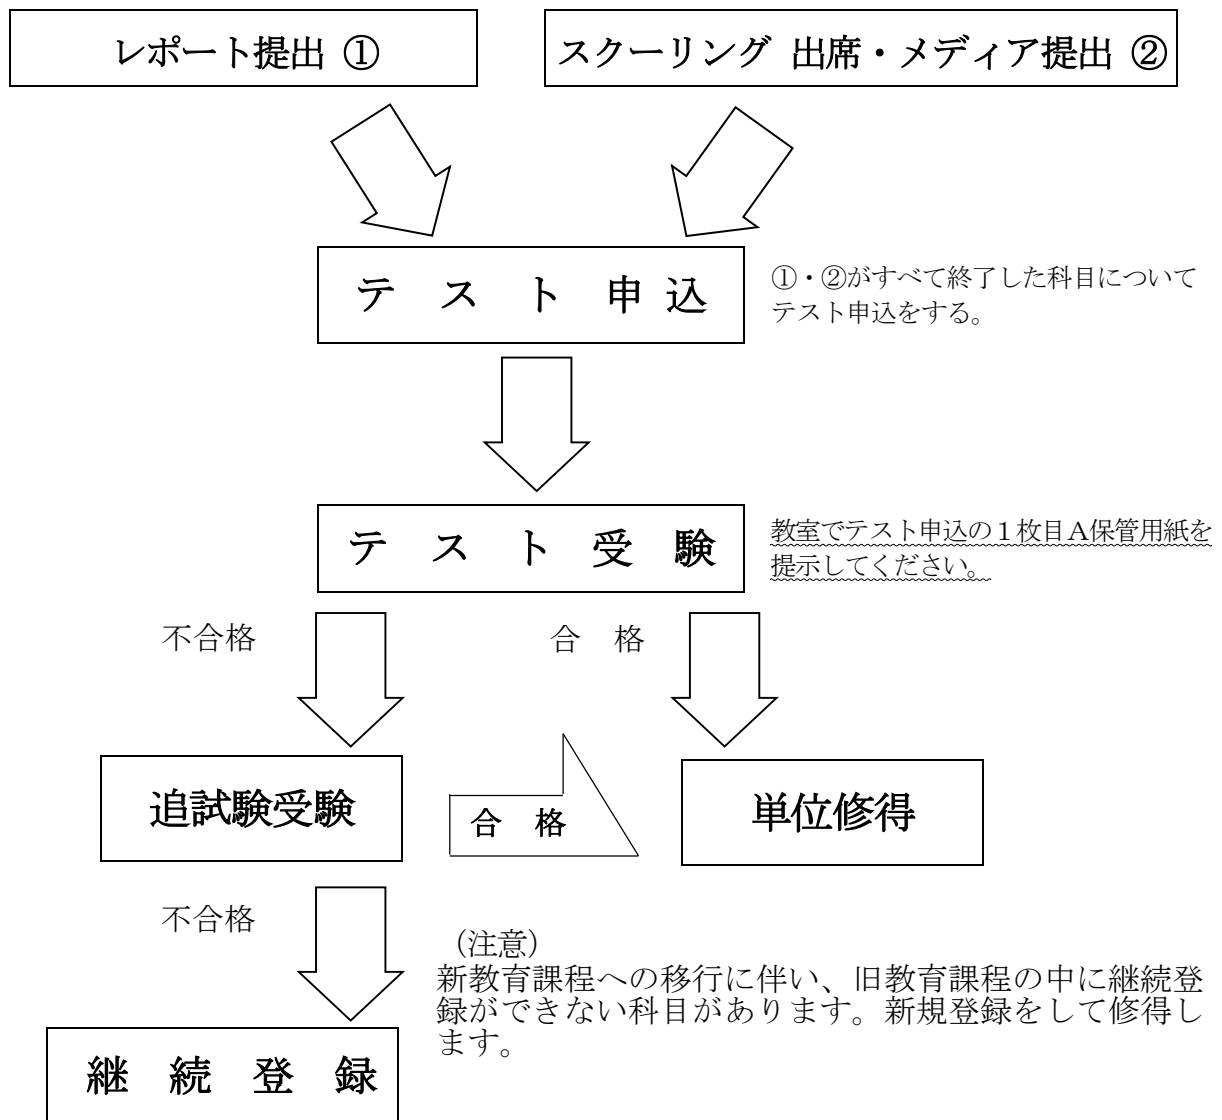 レポート提出 ①
スクーリング 出席・メディア提出 ②
テスト申込
①・②がすべて終了した科目について
テスト申込をする。
テスト受験
教室でテスト申込の1枚目A保管用紙を
提示してください。
不合格
合 格
追試験受験
合 格
単位修得
不合格
(注意)
新教育課程への移行に伴い、旧教育課程の中に継続登
録ができない科目があります。新規登録をして修得し
ます。
継続登録